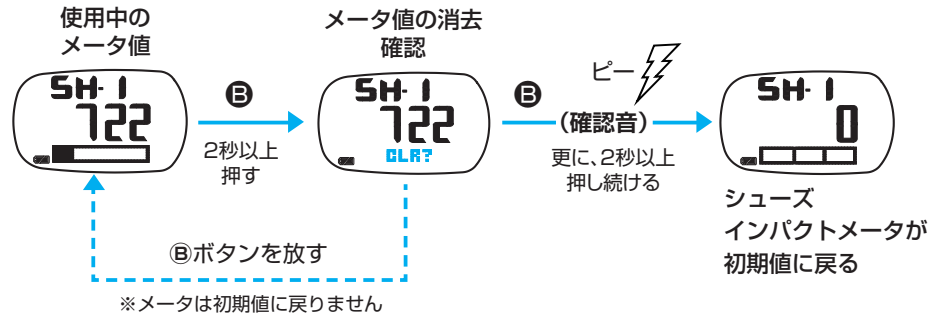 使用中の
メータ値
SH-1
722
Ⓑ
2秒以上
押す
メータ値の消去
確認
SH-1
722
CLR?
Ⓑ
ピー
(確認音)
更に、2秒以上
押し続ける
SH-1
0
シューズ
インパクトメータが
初期値に戻る
Ⓑボタンを放す
※メータは初期値に戻りません